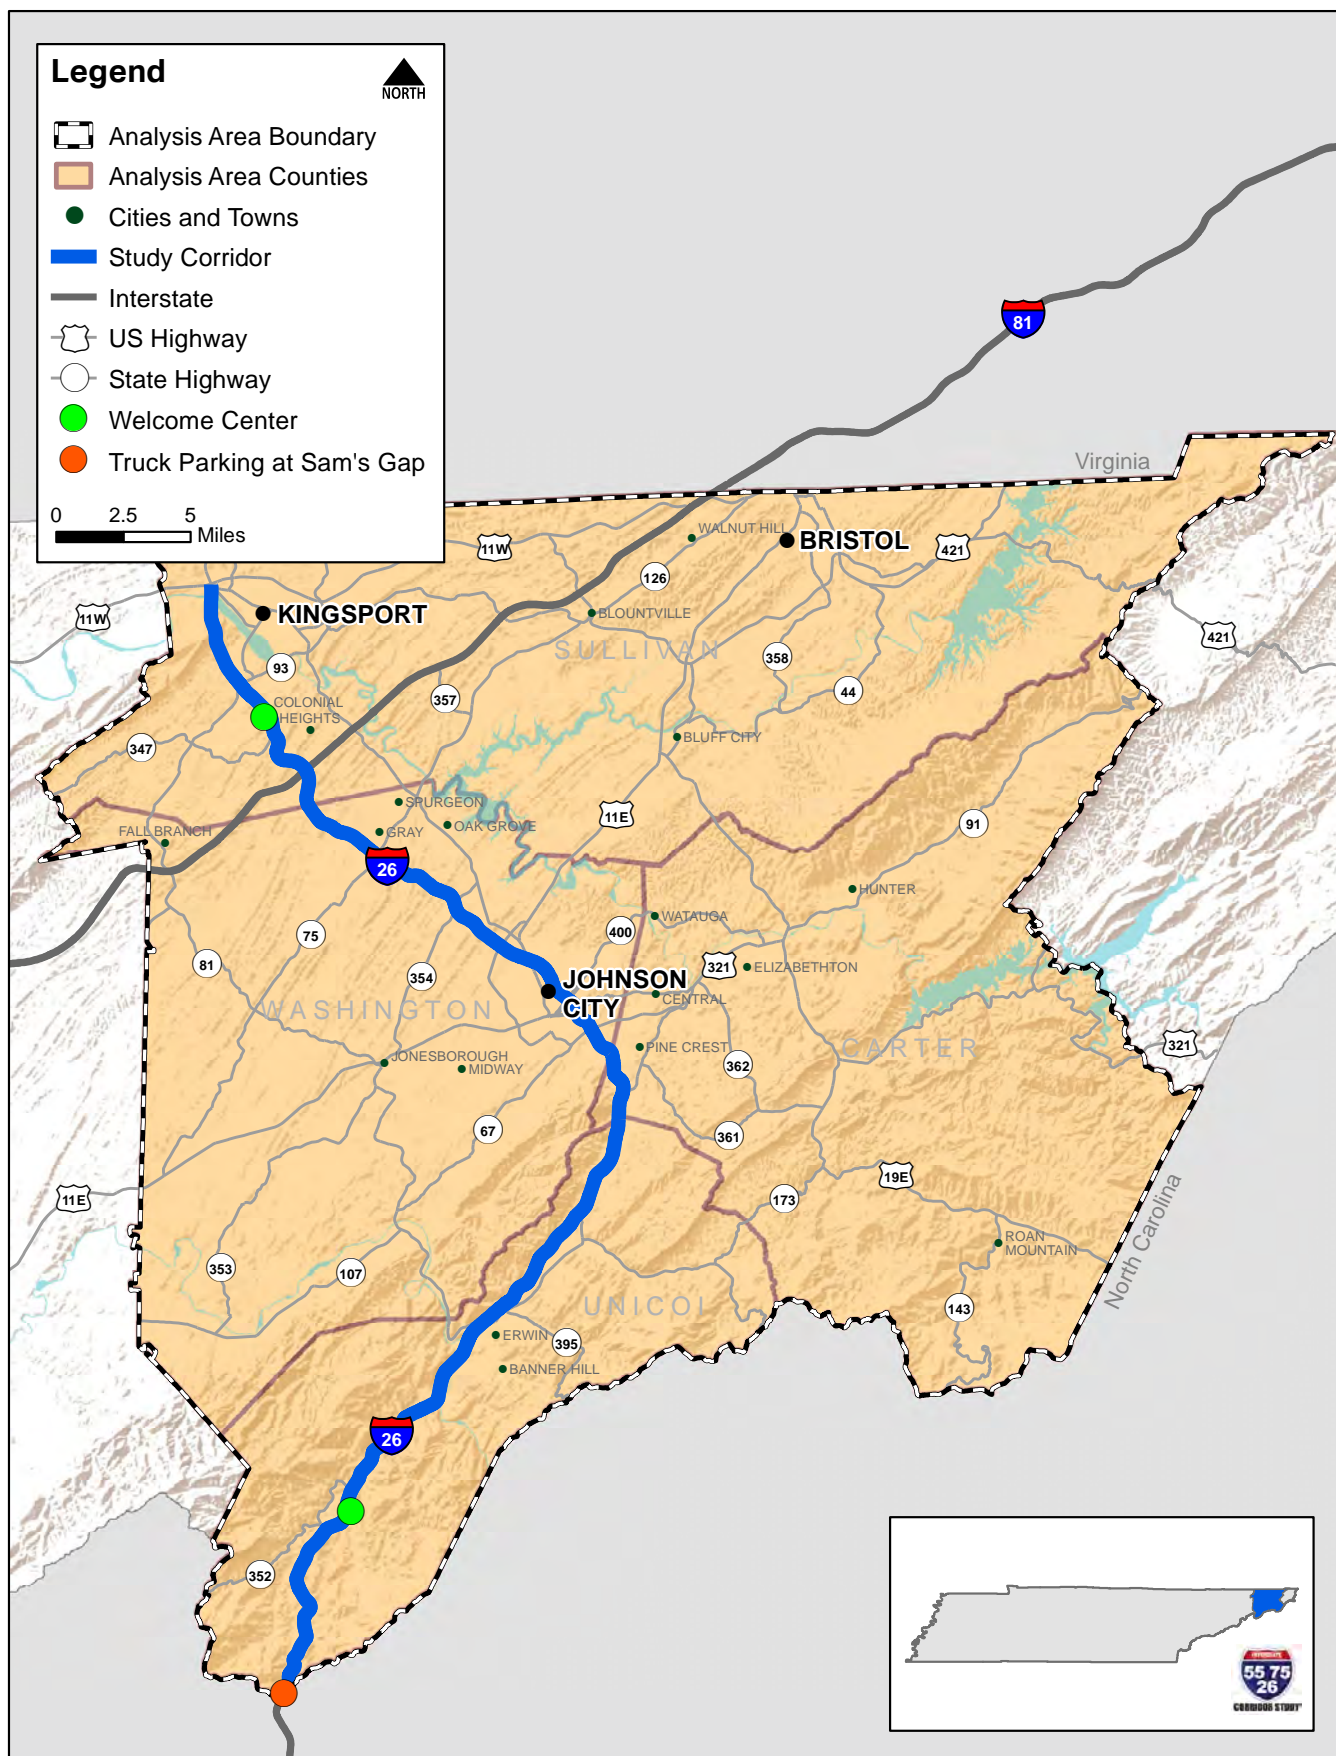 Legend
NORTH
Analysis Area Boundary
Analysis Area Counties
Cities and Towns
Study Corridor
Interstate
US Highway
State Highway
Welcome Center
Truck Parking at Sam's Gap
0 2.5 5
Miles
81
Virginia
WALNUT HILL
BRISTOL
11W
421
126
11W
KINGSPORT
BLOUNTVILLE
421
SULLIVAN
93
358
COLONIAL
HEIGHTS
357
44
347
BLUFF CITY
SPURGEON
11E
FALL BRANCH
GRAY
OAK GROVE
91
26
HUNTER
WATAUGA
75
400
81
354
321
ELIZABETHTON
JOHNSON
CITY
CENTRAL
WASHINGTON
PINE CREST
CARTER
321
JONESBOROUGH
MIDWAY
362
67
361
11E
19E
173
North Carolina
ROAN
MOUNTAIN
353
107
UNICOI
143
ERWIN
395
BANNER HILL
26
352
INTERSTATE
55 75
26
CORRIDOR STUDY